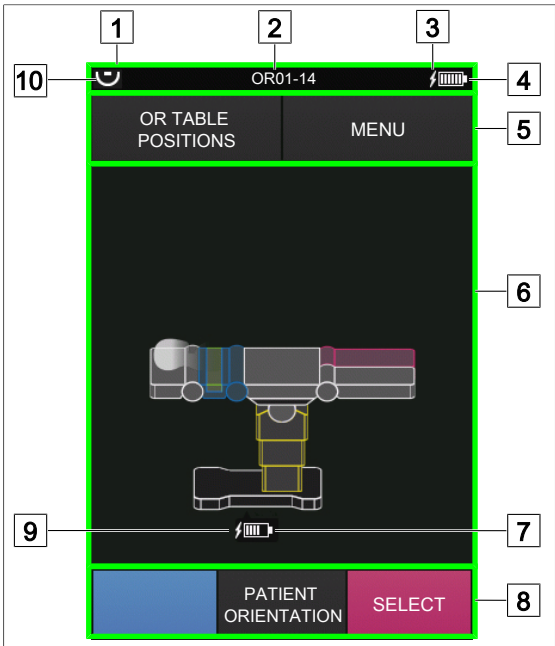 1
2
3
10
OR01-14
4
OR TABLE
POSITIONS
MENU
5
6
9
7
PATIENT
ORIENTATION
SELECT
8